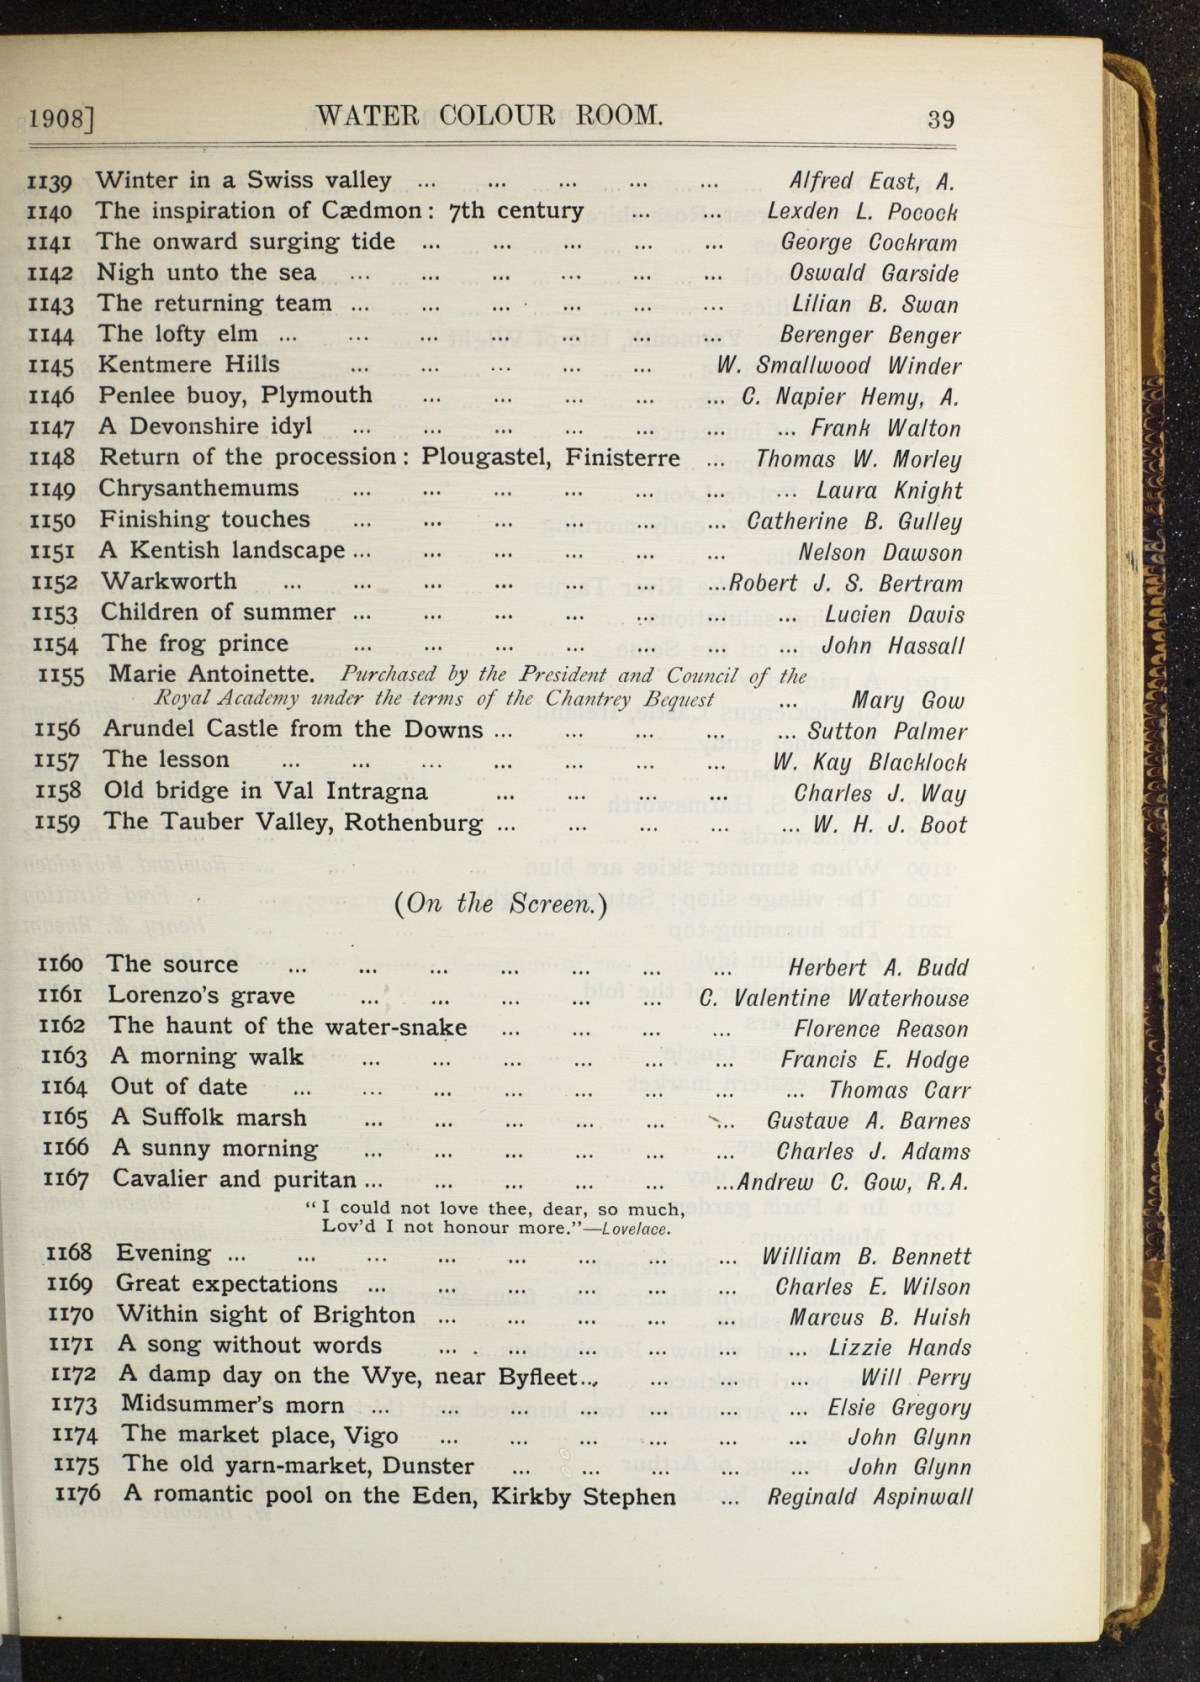 1908] WATER COLOUR ROOM. 39
1139 Winter in a Swiss valley ... ... ... ... ... Alfred East, A.
1140 The inspiration of Cædmon: 7th century ... ... Lexden L. Pocock
1141 The onward surging tide ... ... ... ... ... George Cockram
1142 Nigh unto the sea ... ... ... ... ... ... Oswald Garside
1143 The returning team ... ... ... ... ... ... Lilian B. Swan
1144 The lofty elm ... ... ... ... ... ... ... Berenger Benger
1145 Kentmere Hills ... ... ... ... ... W. Smallwood Winder
1146 Penlee buoy, Plymouth ... ... ... ... ... C. Napier Hemy, A.
1147 A Devonshire idyl ... ... ... ... ... ... ... Frank Walton
1148 Return of the procession: Plougastel, Finisterre ... Thomas W. Morley
1149 Chrysanthemums ... ... ... ... ... ... ... Laura Knight
1150 Finishing touches ... ... ... ... ... ... Catherine B. Gulley
1151 A Kentish landscape ... ... ... ... ... ... Nelson Dawson
1152 Warkworth ... ... ... ... ... ... ... Robert J. S. Bertram
1153 Children of summer ... ... ... ... ... ... ... Lucien Davis
1154 The frog prince ... ... ... ... ... ... ... John Hassall
1155 Marie Antoinette. Purchased by the President and Council of the
Royal Academy under the terms of the Chantrey Bequest ... Mary Gow
1156 Arundel Castle from the Downs ... ... ... ... ... Sutton Palmer
1157 The lesson ... ... ... ... ... ... ... W. Kay Blacklock
1158 Old bridge in Val Intragna ... ... ... ... Charles J. Way
1159 The Tauber Valley, Rothenburg ... ... ... ... ... W. H. J. Boot
(On the Screen.)
1160 The source ... ... ... ... ... ... ... Herbert A. Budd
1161 Lorenzo's grave ... ... ... ... ... C. Valentine Waterhouse
1162 The haunt of the water-snake ... ... ... ... Florence Reason
1163 A morning walk ... ... ... ... ... ... Francis E. Hodge
1164 Out of date ... ... ... ... ... ... ... ... Thomas Carr
1165 A Suffolk marsh ... ... ... ... ... ... Gustave A. Barnes
1166 A sunny morning ... ... ... ... ... ... Charles J. Adams
1167 Cavalier and puritan ... ... ... ... ... ... Andrew C. Gow, R.A.
"I could not love thee, dear, so much,
Lov'd I not honour more."—Lovelace.
1168 Evening ... ... ... ... ... ... ... ... William B. Bennett
1169 Great expectations ... ... ... ... ... ... Charles E. Wilson
1170 Within sight of Brighton ... ... ... ... ... Marcus B. Huish
1171 A song without words ... ... ... ... ... ... Lizzie Hands
1172 A damp day on the Wye, near Byfleet... ... ... ... Will Perry
1173 Midsummer's morn ... ... ... ... ... ... ... Elsie Gregory
1174 The market place, Vigo ... ... ... ... ... ... John Glynn
1175 The old yarn-market, Dunster ... ... ... ... ... John Glynn
1176 A romantic pool on the Eden, Kirkby Stephen ... Reginald Aspinwall